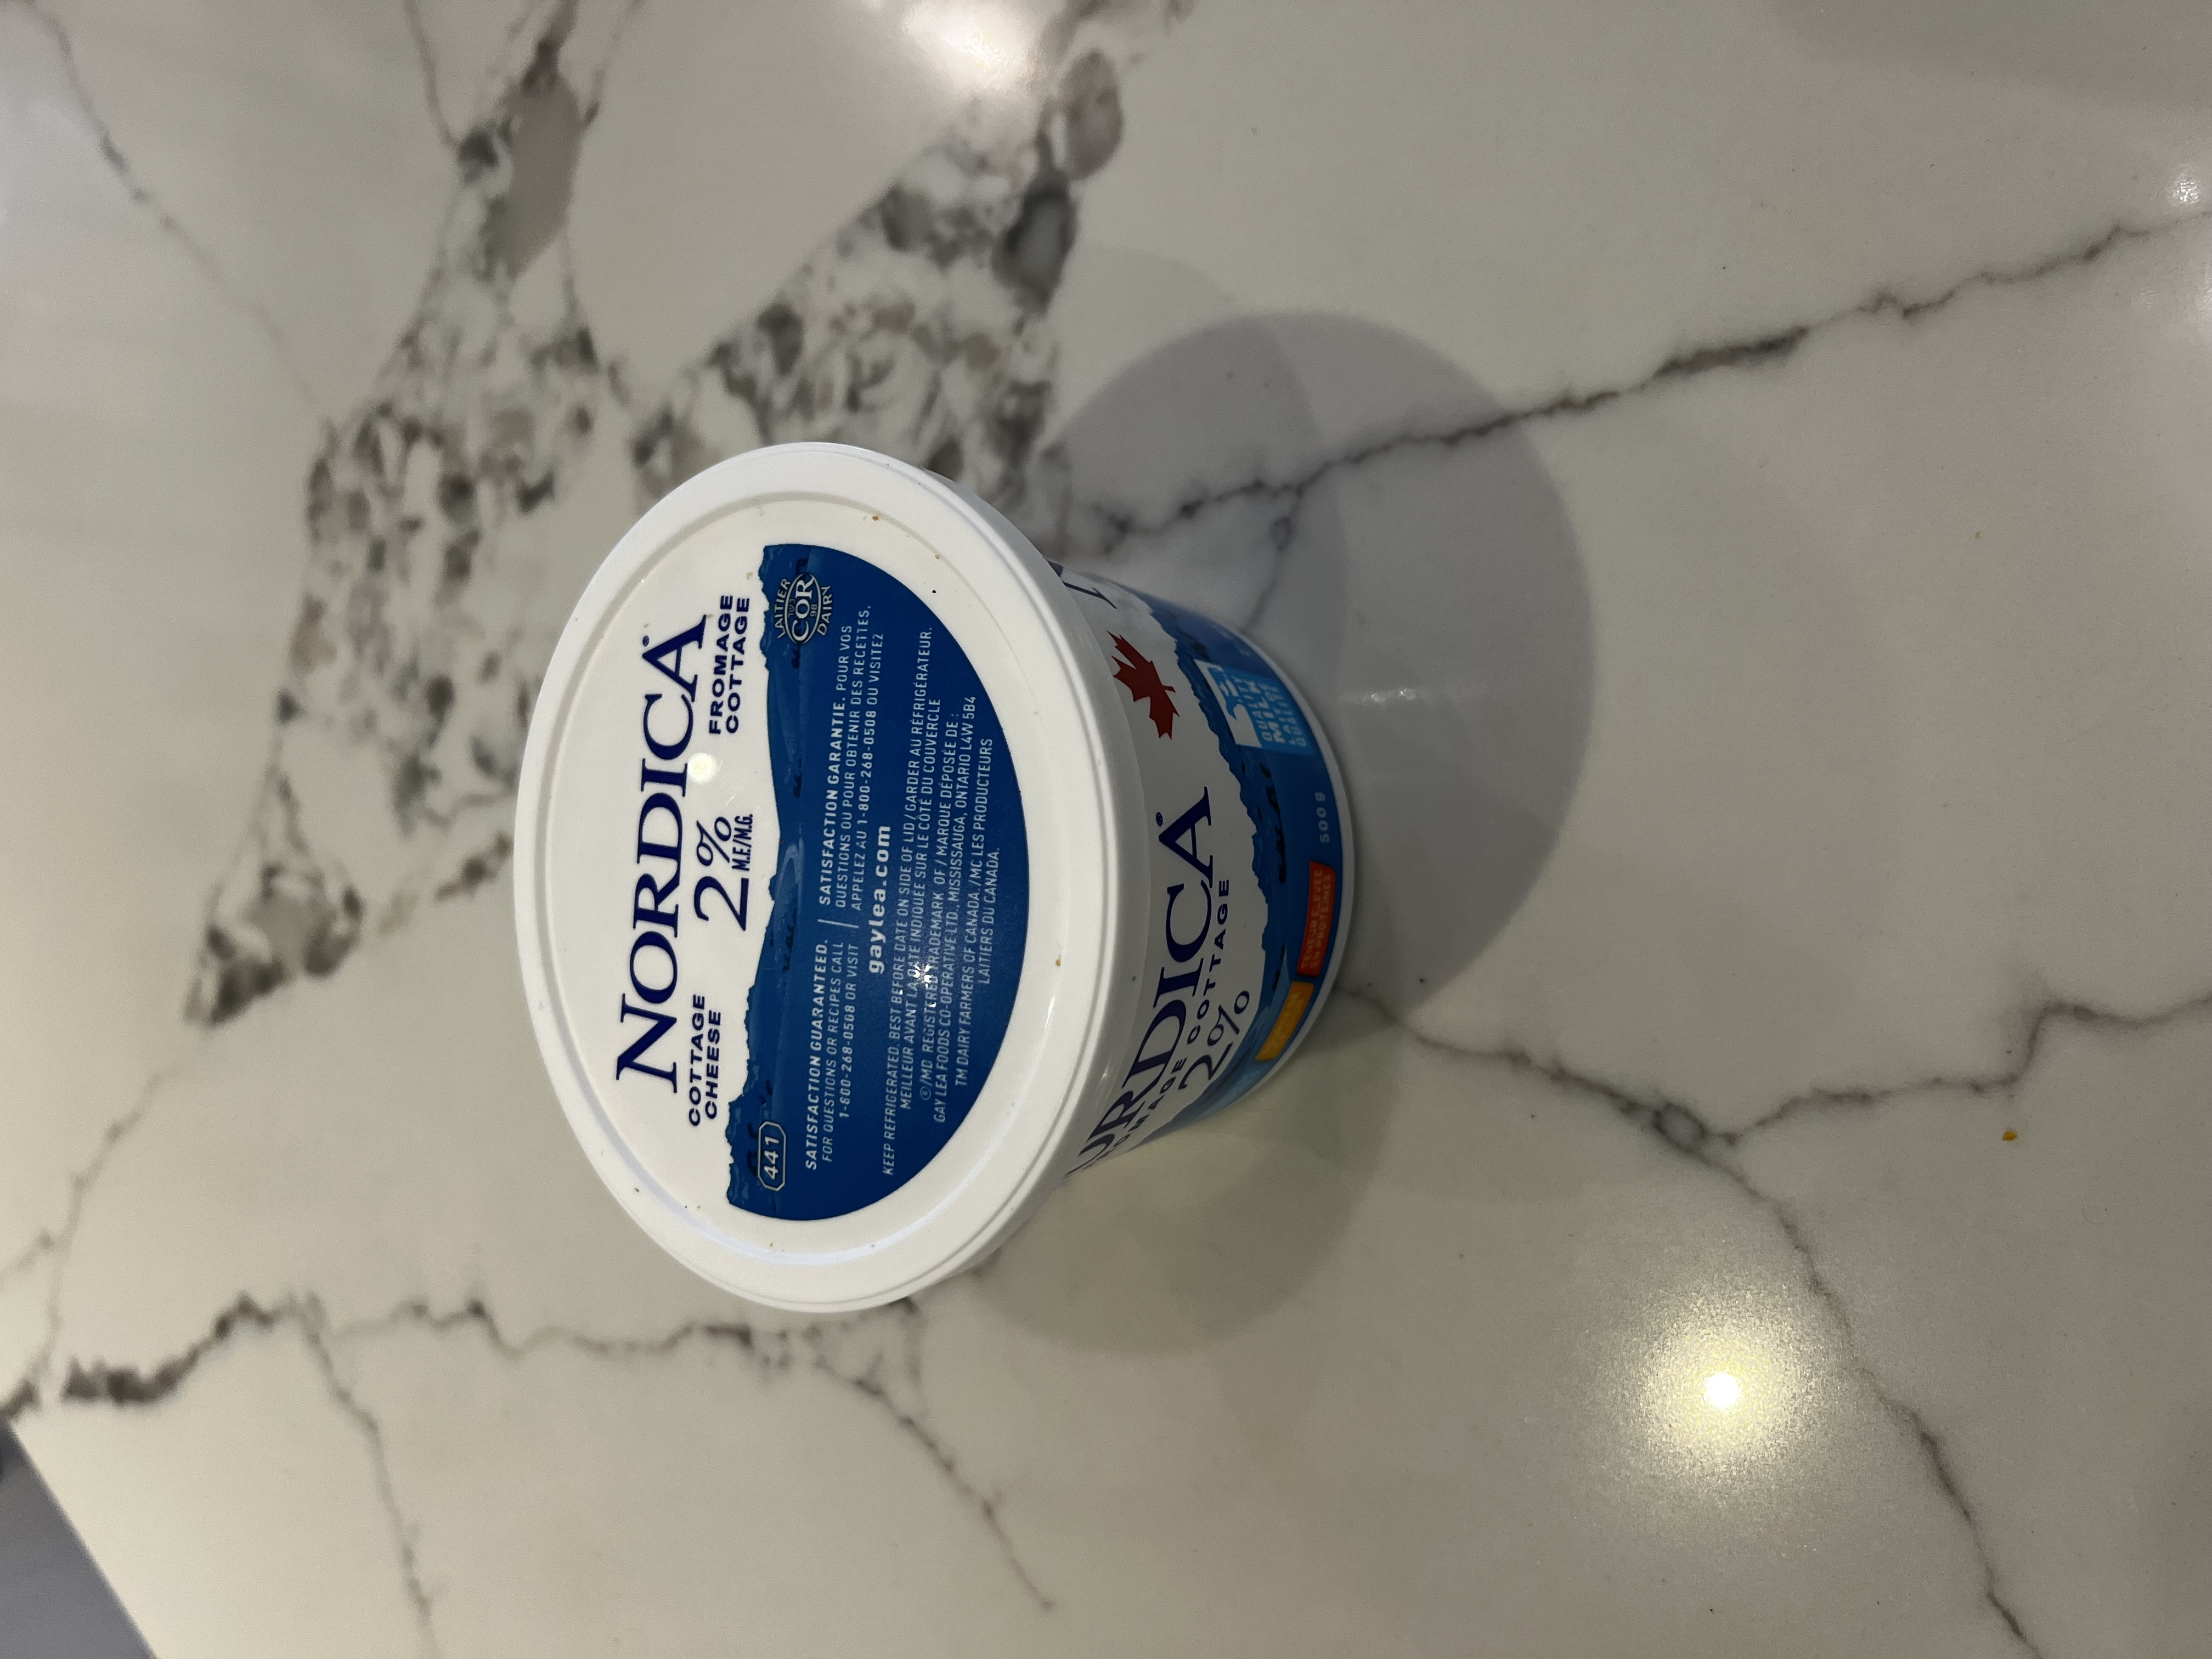 NORDICA®
COTTAGE
CHEESE
2%
M.F./M.G.
FROMAGE
COTTAGE
441
LAITIER
כשר
COR
98
DAIRY
SATISFACTION GUARANTEED.
FOR QUESTIONS OR RECIPES CALL
1-800-268-0508 OR VISIT
SATISFACTION GARANTIE. POUR VOS
QUESTIONS OU POUR OBTENIR DES RECETTES,
APPELEZ AU 1-800-268-0508 OU VISITEZ
gaylea.com
KEEP REFRIGERATED. BEST BEFORE DATE ON SIDE OF LID / GARDER AU RÉFRIGÉRATEUR.
MEILLEUR AVANT LA DATE INDIQUÉE SUR LE CÔTÉ DU COUVERCLE
®/MD REGISTERED TRADEMARK OF / MARQUE DÉPOSÉE DE :
GAY LEA FOODS CO-OPERATIVE LTD., MISSISSAUGA, ONTARIO L4W 5B4
TM DAIRY FARMERS OF CANADA./MC LES PRODUCTEURS
LAITIERS DU CANADA.
ORDICA®
FROMAGE COTTAGE
2%
QUALITY
MILK
LAIT DE
QUALITÉ
TENEUR ÉLEVÉE
EN PROTÉINES
500 g